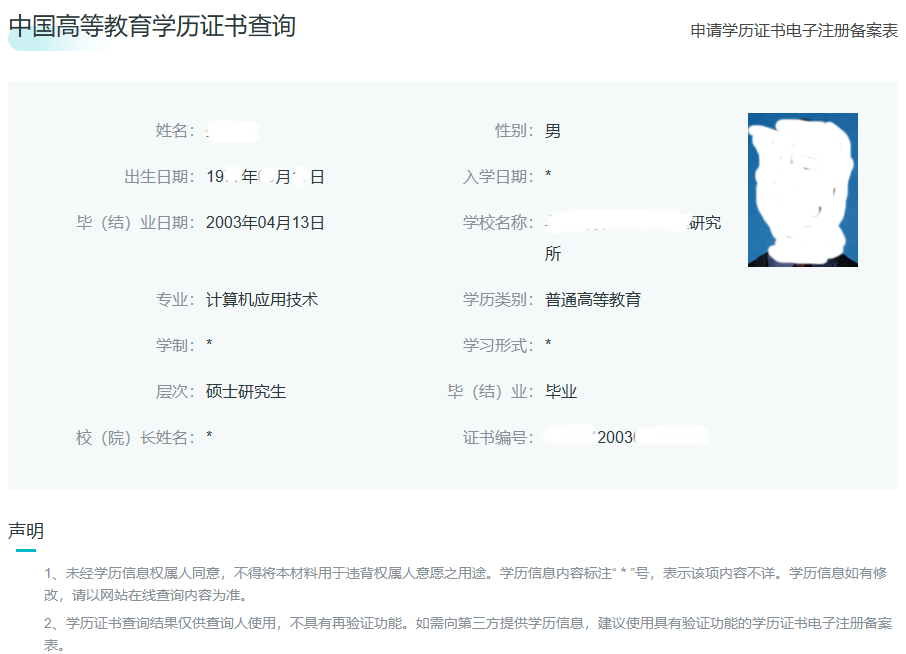 中国高等教育学历证书查询
申请学历证书电子注册备案表
姓名：
性别： 男
出生日期： 19 年 月1 日
入学日期： *
毕（结）业日期： 2003年04月13日
学校名称： 研究
所
专业： 计算机应用技术
学历类别： 普通高等教育
学制： *
学习形式： *
层次： 硕士研究生
毕（结）业： 毕业
校（院）长姓名： *
证书编号： 2003
声明
1、未经学历信息权属人同意，不得将本材料用于违背权属人意愿之用途。学历信息内容标注“ * ”号，表示该项内容不详。学历信息如有修
改，请以网站在线查询内容为准。
2、学历证书查询结果仅供查询人使用，不具有再验证功能。如需向第三方提供学历信息，建议使用具有验证功能的学历证书电子注册备案
表。